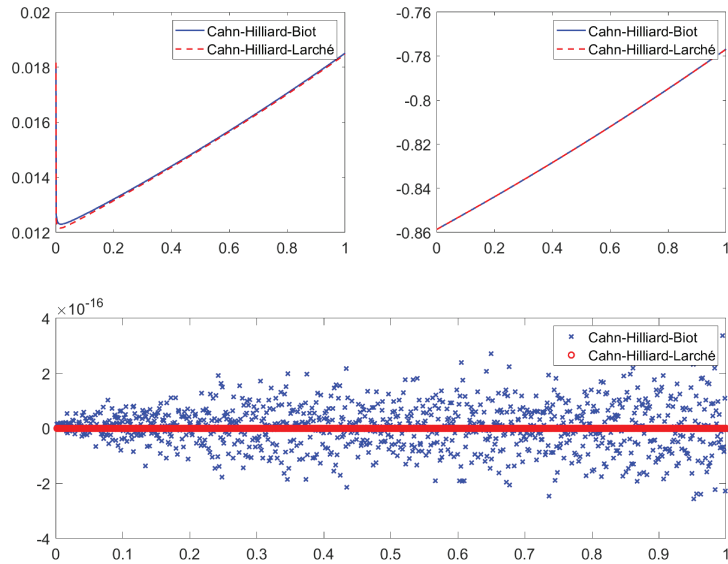 0.02
0.018
0.016
0.014
0.012
0 0.2 0.4 0.6 0.8 1
Cahn-Hilliard-Biot
Cahn-Hilliard-Larché
-0.76
-0.78
-0.8
-0.82
-0.84
-0.86
0 0.2 0.4 0.6 0.8 1
Cahn-Hilliard-Biot
Cahn-Hilliard-Larché
×10-16
4
2
0
-2
-4
0 0.1 0.2 0.3 0.4 0.5 0.6 0.7 0.8 0.9 1
Cahn-Hilliard-Biot
Cahn-Hilliard-Larché